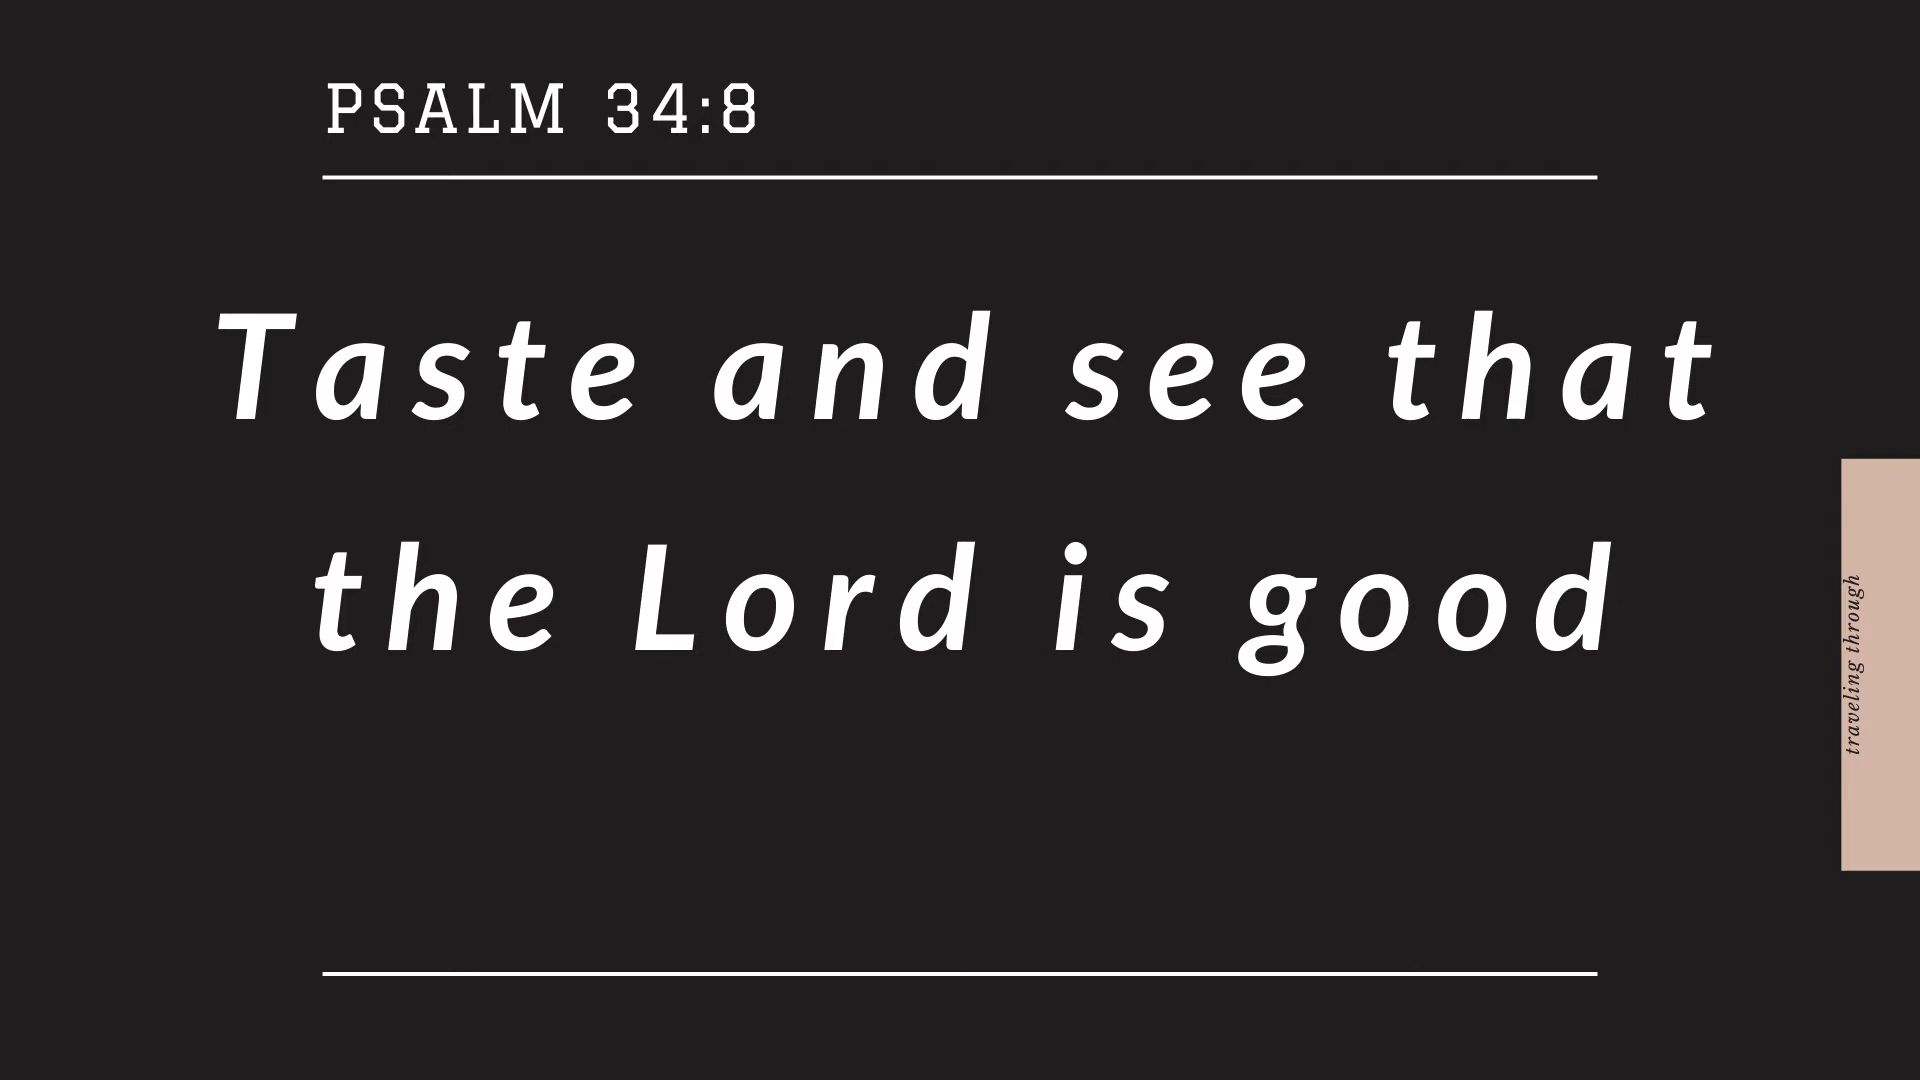 PSALM 34:8
Taste and see that
the Lord is good
traveling through